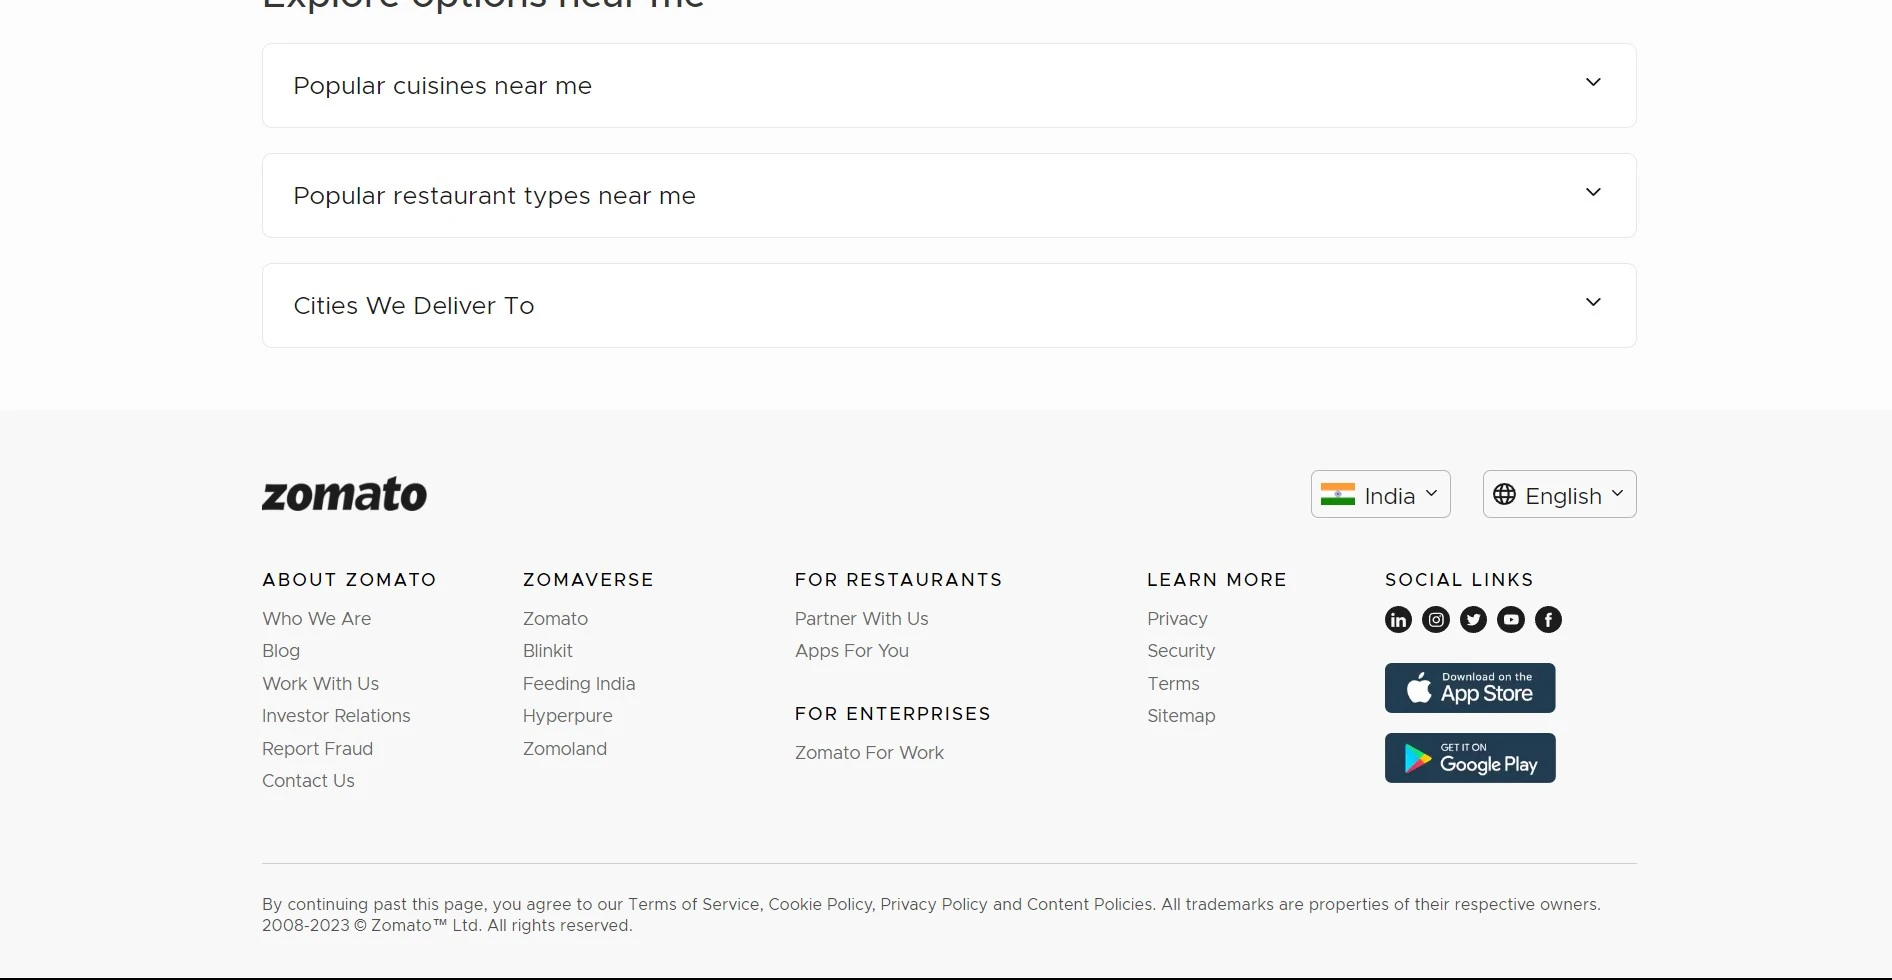 Explore options near me
Popular cuisines near me
Popular restaurant types near me
Cities We Deliver To
zomato
India
English
ABOUT ZOMATO
Who We Are
Blog
Work With Us
Investor Relations
Report Fraud
Contact Us
ZOMAVERSE
Zomato
Blinkit
Feeding India
Hyperpure
Zomoland
FOR RESTAURANTS
Partner With Us
Apps For You
FOR ENTERPRISES
Zomato For Work
LEARN MORE
Privacy
Security
Terms
Sitemap
SOCIAL LINKS
Download on the
App Store
GET IT ON
Google Play
By continuing past this page, you agree to our Terms of Service, Cookie Policy, Privacy Policy and Content Policies. All trademarks are properties of their respective owners.
2008-2023 © Zomato™ Ltd. All rights reserved.